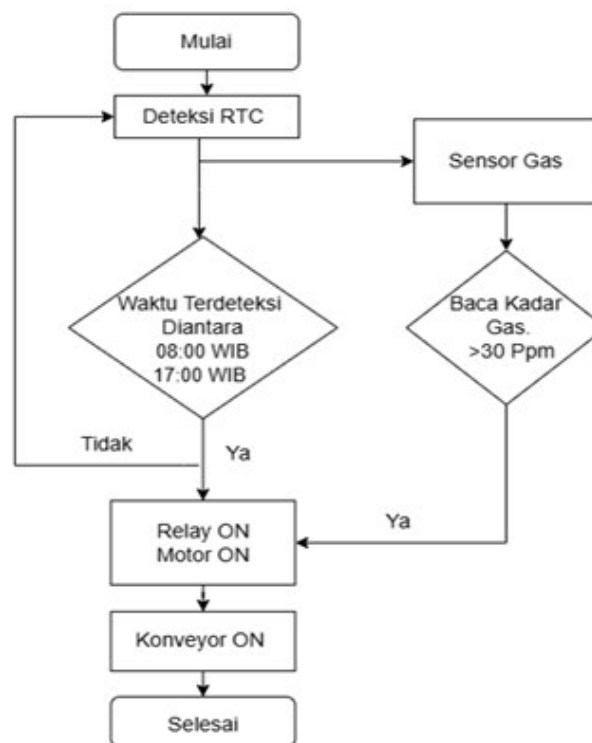 Mulai
Deteksi RTC
Sensor Gas
Waktu Terdeteksi
Diantara
08:00 WIB
17:00 WIB
Baca Kadar
Gas.
>30 Ppm
Tidak
Ya
Ya
Relay ON
Motor ON
Konveyor ON
Selesai